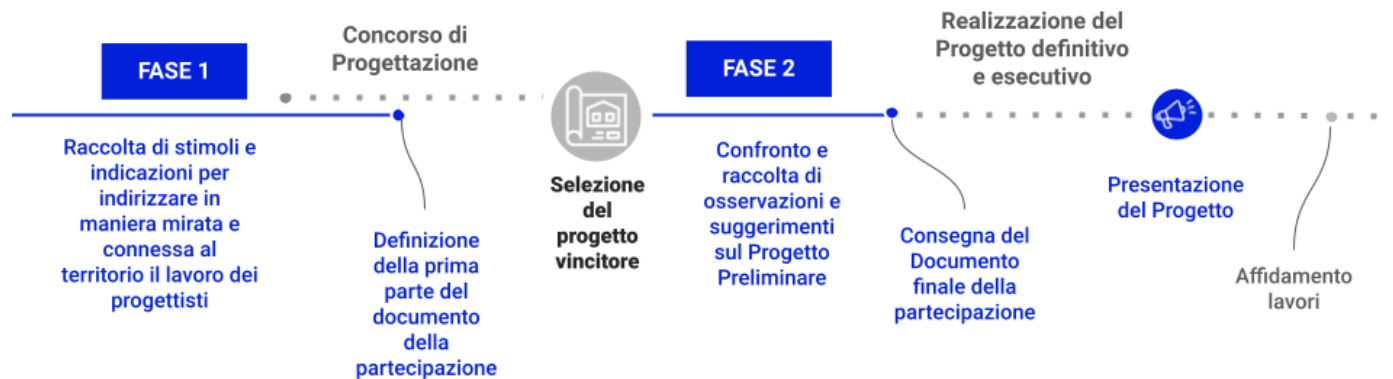 FASE 1
Concorso di
Progettazione
Raccolta di stimoli e
indicazioni per
indirizzare in
maniera mirata e
connessa al
territorio il lavoro dei
progettisti
Definizione
della prima
parte del
documento
della
partecipazione
Selezione
del
progetto
vincitore
FASE 2
Confronto e
raccolta di
osservazioni e
suggerimenti
sul Progetto
Preliminare
Realizzazione del
Progetto definitivo
e esecutivo
Consegna del
Documento
finale della
partecipazione
Presentazione
del Progetto
Affidamento
lavori